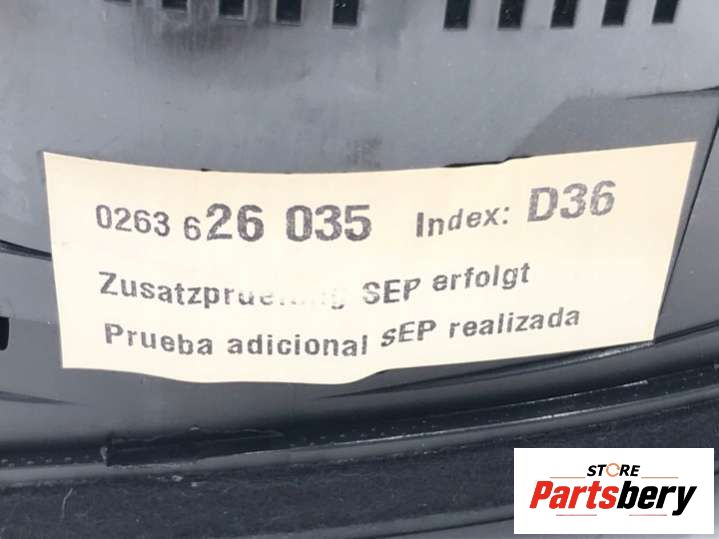 0263 626 035 Index: D36
SEP erfolgt
Prueba adicional SEP realizada
STORE
Partsbery